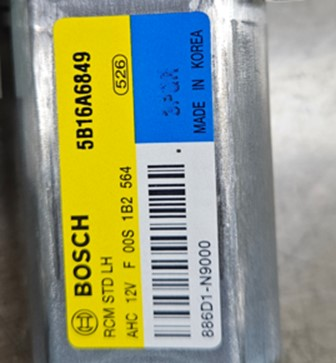 BOSCH 5B16A6849
RCM STD LH 526
AHC 12V F 00S 1B2 564
MADE IN KOREA
886D1-N9000